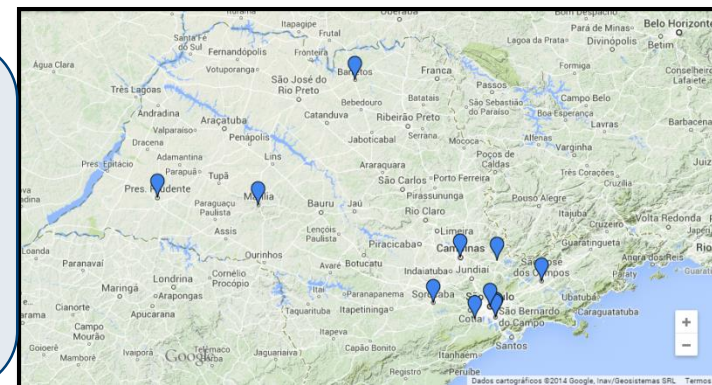 Itarumã
Itapagipe
Frutal
Uberaba
Bom Despacho
Pará de Minas
Belo Horizonte
Lagoa da Prata
Divinópolis
Betim
Santa Fé
do Sul
Fernandópolis
Fronteira
Água Clara
Votuporanga
São José do
Rio Preto
Barretos
Franca
Passos
Formiga
Conselheiro
Lafaiete
Três Lagoas
Bebedouro
Batatais
São Sebastião
do Paraíso
Campo Belo
Boa Esperança
Andradina
Araçatuba
Catanduva
Ribeirão Preto
Lavras
Barbacena
Valparaíso
Penápolis
Jaboticabal
Serrana
Mococa
Alfenas
Varginha
Dracena
Adamantina
Lins
Poços de
Caldas
Pres. Epitácio
Parapuã
Tupã
Araraquara
Três Corações
Juiz
São Carlos
Porto Ferreira
Cruzília
Pres. Prudente
Marília
Pirassununga
Pouso Alegre
Paraguaçu
Paulista
Bauru
Jaú
Rio Claro
Itajuba
Cruzeiro
Volta Redonda
Assis
Lençóis
Paulista
Limeira
Piracicaba
Campinas
Guaratinguetá
Loanda
Ourinhos
Rio
Paranavaí
Avaré
Botucatu
São José
dos Campos
Angra dos Reis
Londrina
Cornélio
Procópio
Indaiatuba
Jundiaí
Paraty
Maringá
Arapongas
Itaí
Paranapanema
Sorocaba
São Paulo
Ubatuba
Cianorte
Apucarana
Taquarituba
Itapetininga
Cotia
São Bernardo
do Campo
Caraguatatuba
Campo
Mourão
Itapeva
Santos
Goioerê
Mamborê
Ivaiporã
Google
Telêmaco
Borba
Jaguariaíva
Capão Bonito
Itanhaém
Registro
Peruíbe
+
−
Dados cartográficos ©2014 Google, Inav/Geosistemas SRL
Termos